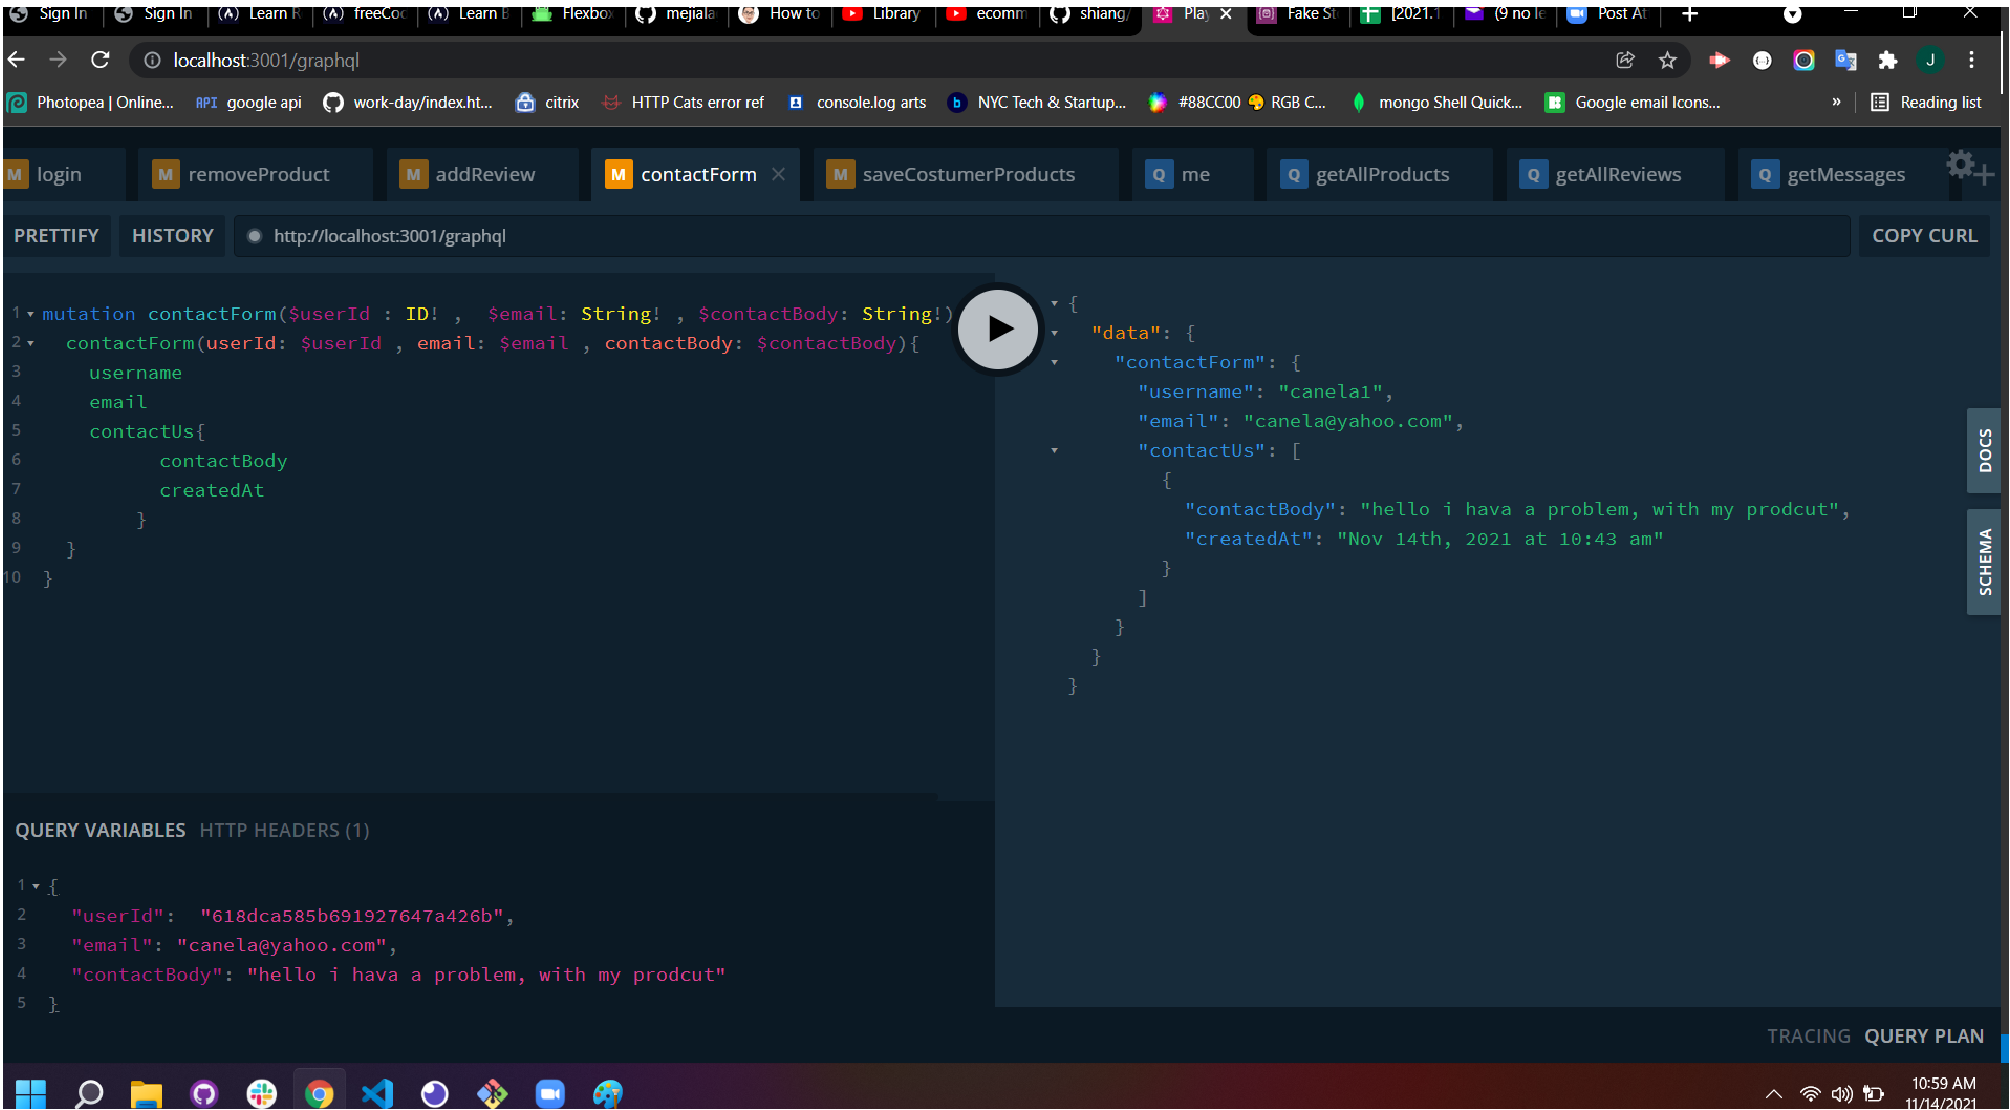 Sign In Sign In Learn R freeCo Learn B Flexbo mejiala How to Library ecomm shiang/ Play Fake St [2021.1 (9 no le Post At
localhost:3001/graphql J
Photopea | Online... API google api work-day/index.ht... citrix HTTP Cats error ref console.log arts NYC Tech & Startup... #88CC00 RGB C... mongo Shell Quick... Google email Icons... » Reading list
M login M removeProduct M addReview M contactForm M saveCostumerProducts Q me Q getAllProducts Q getAllReviews Q getMessages
PRETTIFY HISTORY http://localhost:3001/graphql COPY CURL
1 mutation contactForm($userId : ID! , $email: String! , $contactBody: String!)
2 contactForm(userId: $userId , email: $email , contactBody: $contactBody){
3 username
4 email
5 contactUs{
6 contactBody
7 createdAt
8 }
9 }
10 }
{
"data": {
"contactForm": {
"username": "canela1",
"email": "canela@yahoo.com",
"contactUs": [
{
"contactBody": "hello i hava a problem, with my prodcut",
"createdAt": "Nov 14th, 2021 at 10:43 am"
}
]
}
}
}
DOCS
SCHEMA
QUERY VARIABLES HTTP HEADERS (1)
1 {
2 "userId": "618dca585b691927647a426b",
3 "email": "canela@yahoo.com",
4 "contactBody": "hello i hava a problem, with my prodcut"
5 }
TRACING QUERY PLAN
10:59 AM
11/14/2021